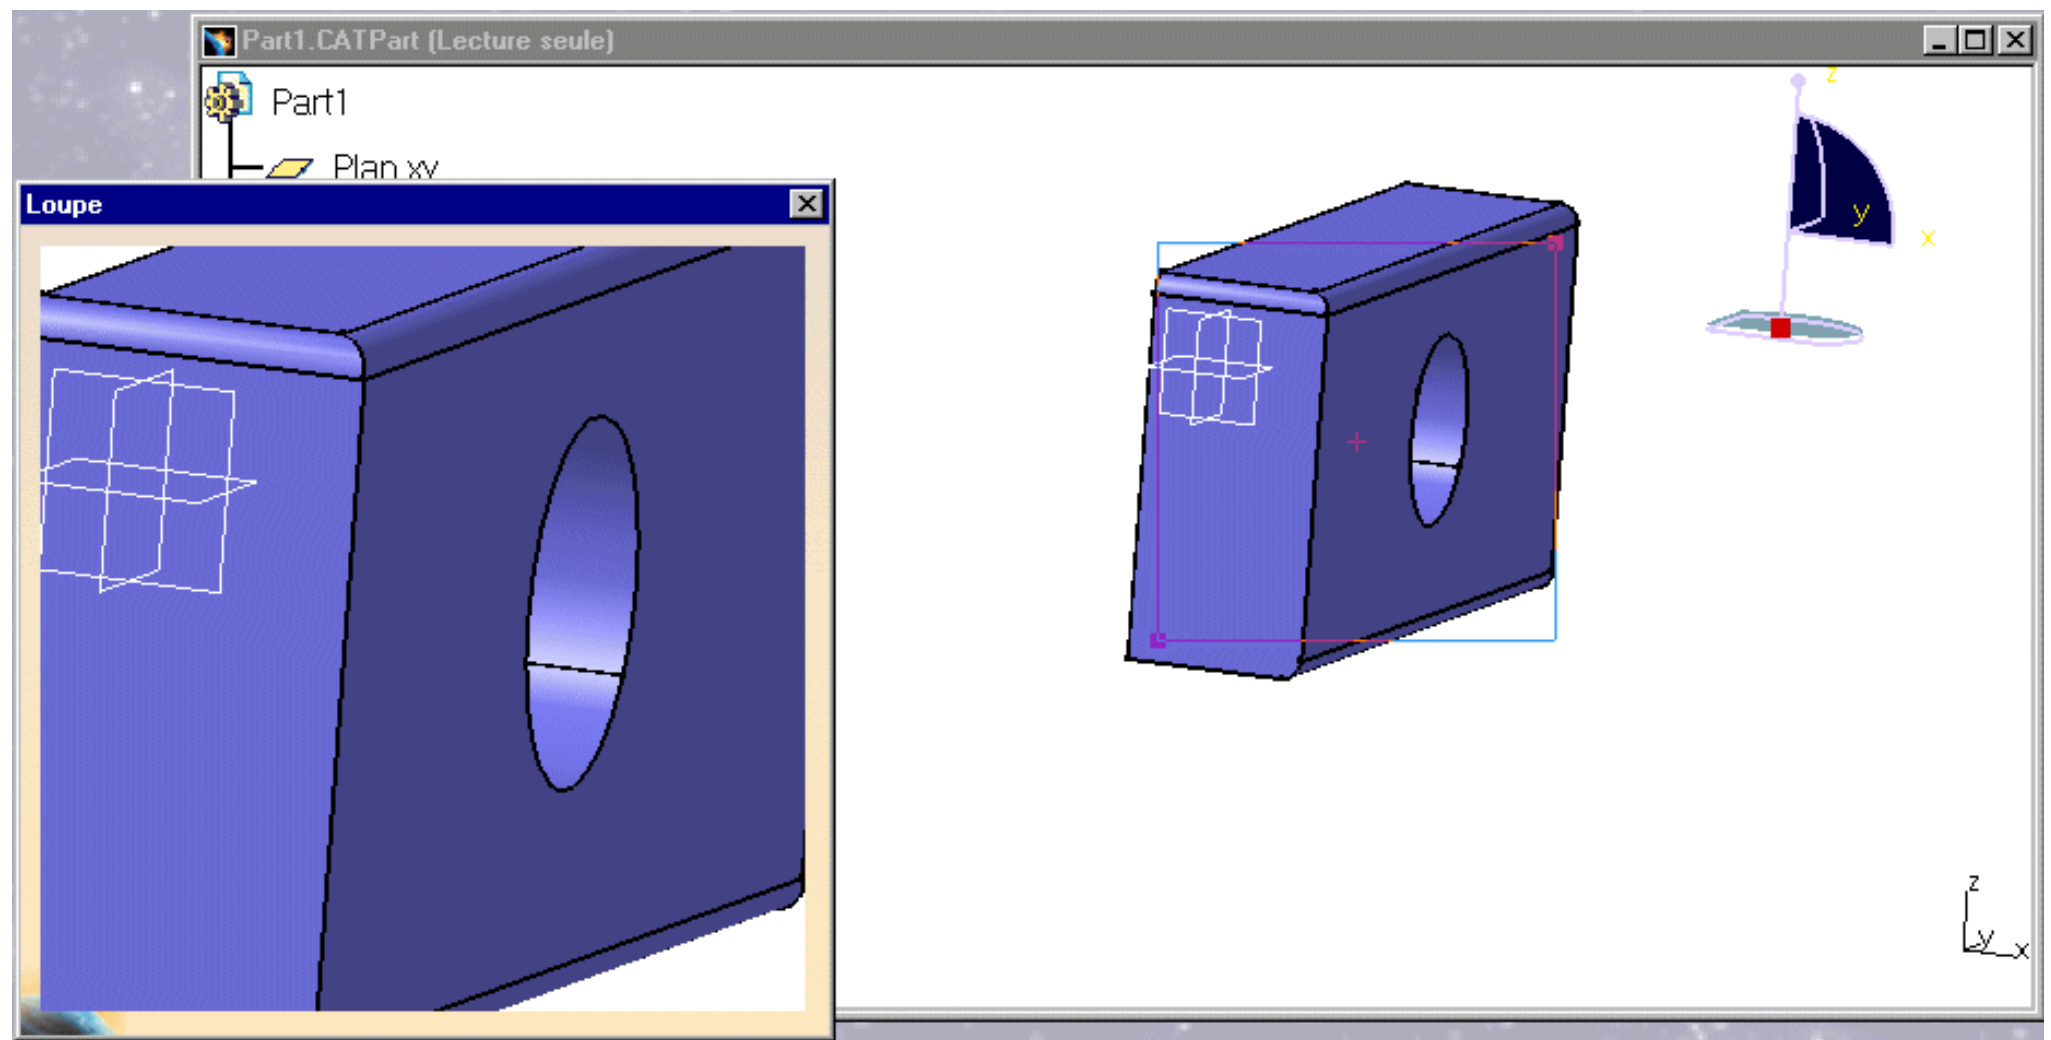 Part1.CATPart (Lecture seule)
Part1
Plan xy
Loupe
z
y
x
z
y
x